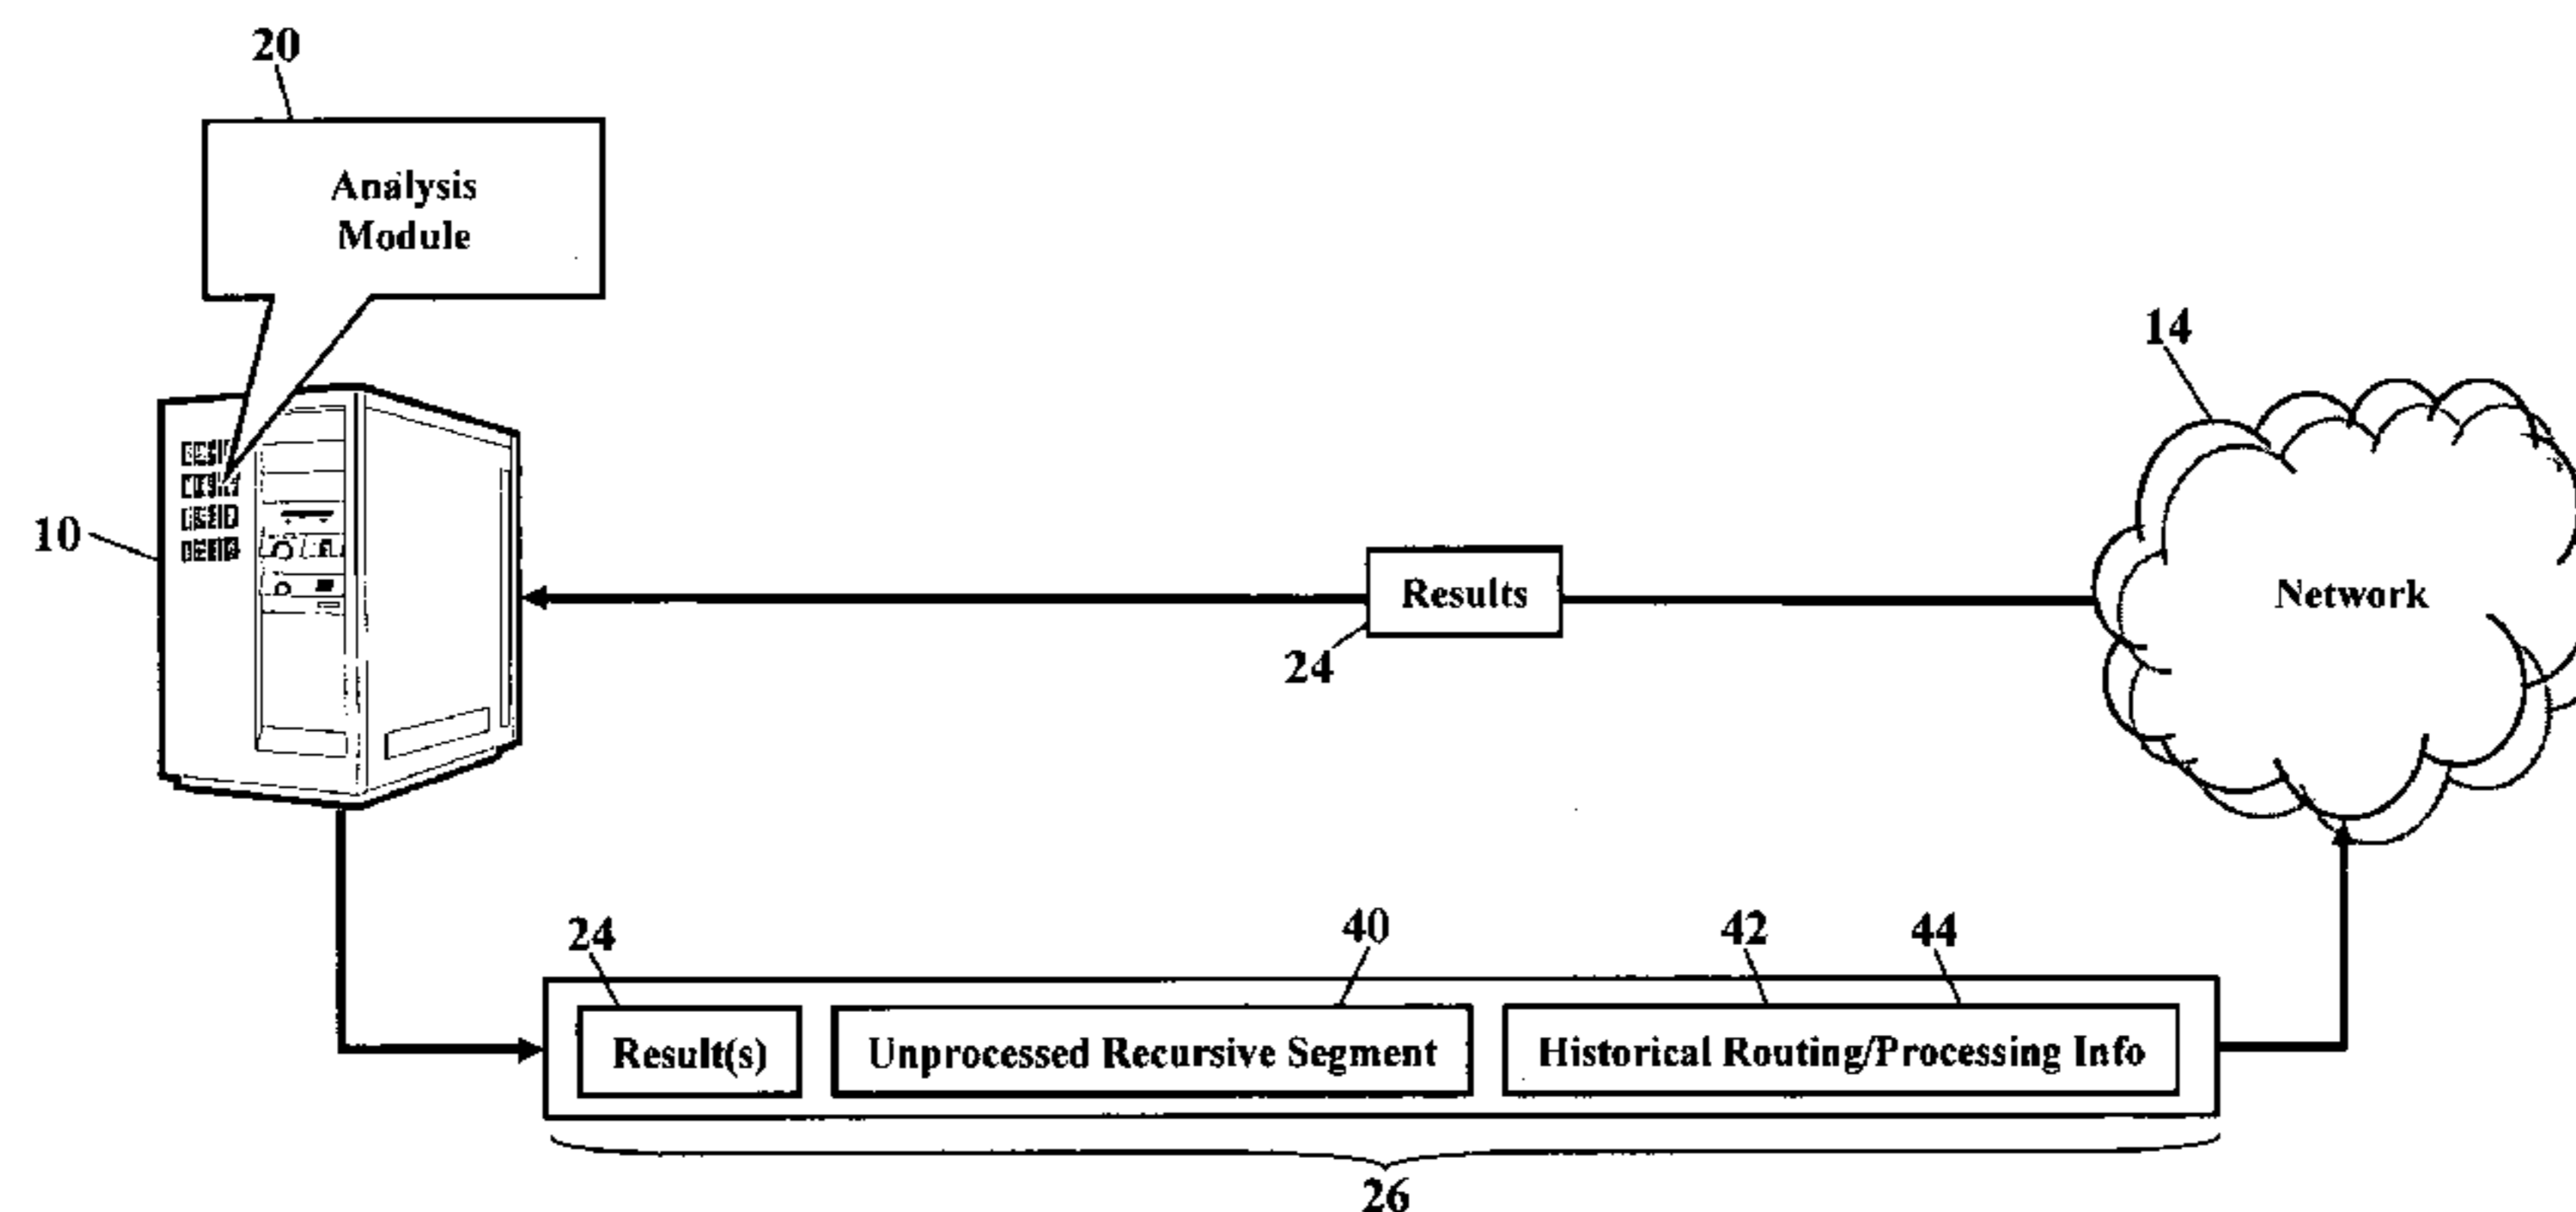 20
Analysis
Module
14
10
Results
Network
24
24
40
42
44
Result(s)
Unprocessed Recursive Segment
Historical Routing/Processing Info
26